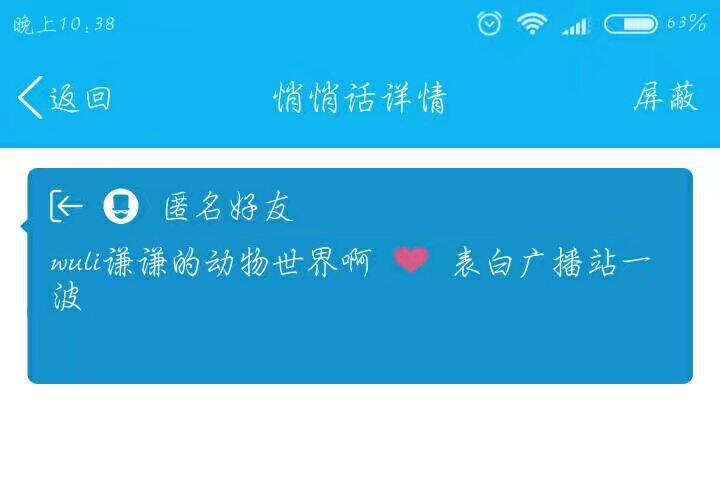 晚上10:38 63%
返回 悄悄话详情 屏蔽
匿名好友
wuli谦谦的动物世界啊 ❤ 表白广播站一
波